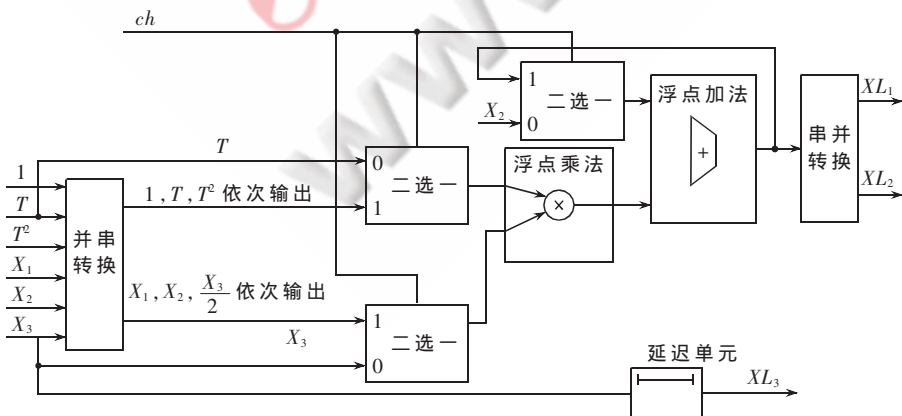 ch
1
二选一
0
X₂
浮点加法
+
串并
转换
XL₁
XL₂
T
0
二选一
1
浮点乘法
×
1
T
T²
X₁
X₂
X₃
并串
转换
1,T,T² 依次输出
X₁,X₂,X₃/2 依次输出
X₃
1
二选一
0
延迟单元
XL₃
www